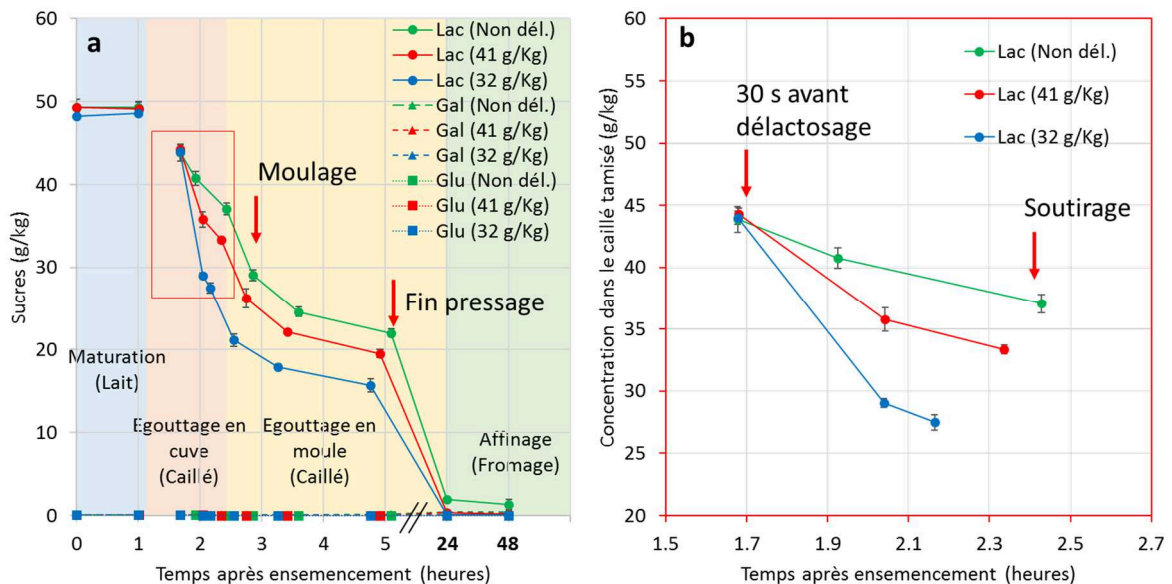 a
60
50
40
30
20
10
0
Sucres (g/kg)
Lac (Non dél.)
Lac (41 g/Kg)
Lac (32 g/Kg)
Gal (Non dél.)
Gal (41 g/Kg)
Gal (32 g/Kg)
Glu (Non dél.)
Glu (41 g/Kg)
Glu (32 g/Kg)
Moulage
Fin pressage
Maturation
(Lait)
Egouttage en
cuve
(Caillé)
Egouttage en
moule
(Caillé)
Affinage
(Fromage)
0 1 2 3 4 5 24 48
Temps après ensemencement (heures)
b
60
55
50
45
40
35
30
25
20
Concentration dans le caillé tamisé (g/kg)
Lac (Non dél.)
Lac (41 g/Kg)
Lac (32 g/Kg)
30 s avant
délactosage
Soutirage
1.5 1.7 1.9 2.1 2.3 2.5 2.7
Temps après ensemencement (heures)